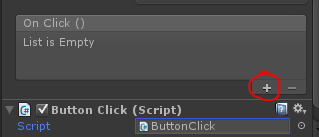 On Click ()
List is Empty
Button Click (Script)
Script ButtonClick